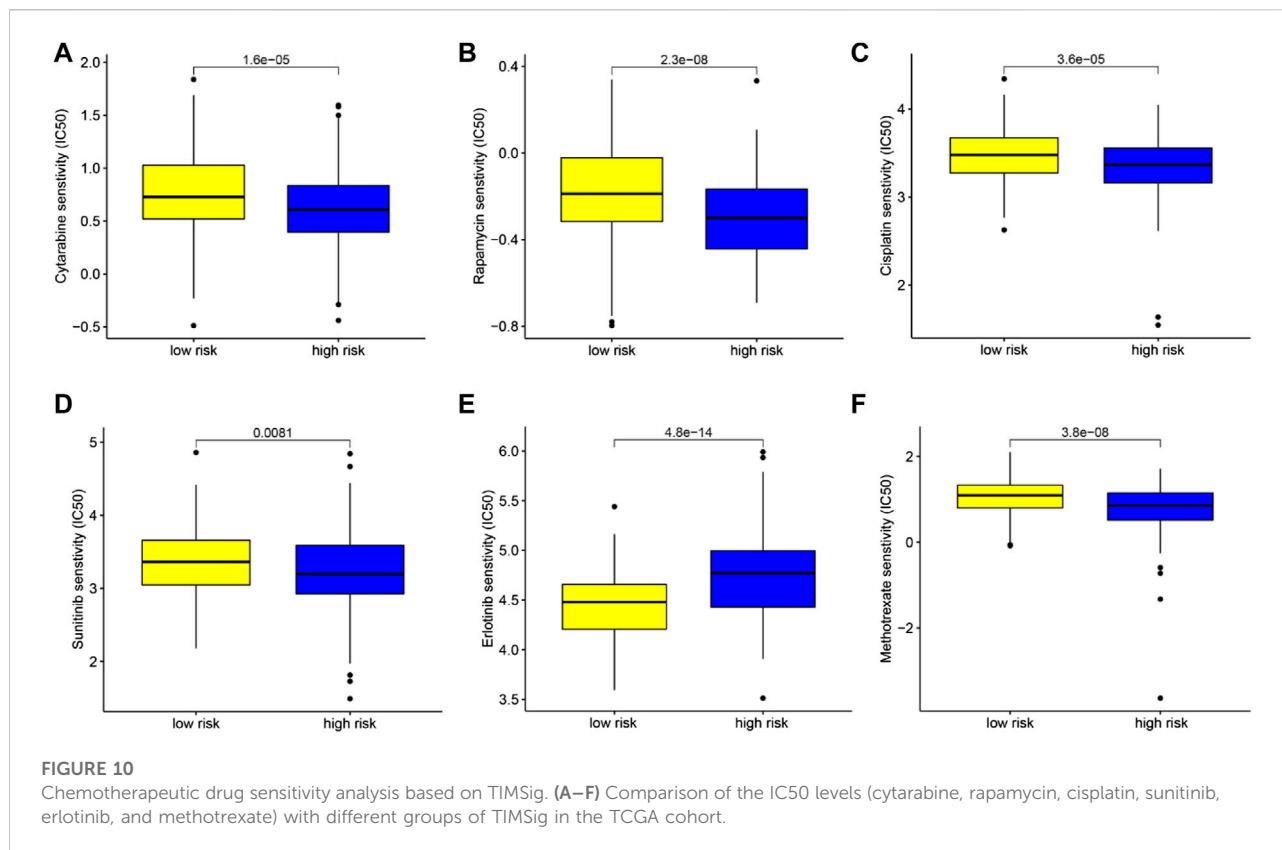 A
1.6e−05
2.0
1.5
1.0
0.5
0.0
−0.5
Cytarabine senstivity (IC50)
low risk
high risk
B
2.3e−08
0.4
0.0
−0.4
−0.8
Rapamycin senstivity (IC50)
low risk
high risk
C
3.6e−05
4
3
2
Cisplatin senstivity (IC50)
low risk
high risk
D
0.0081
5
4
3
2
Sunitinib senstivity (IC50)
low risk
high risk
E
4.8e−14
6.0
5.5
5.0
4.5
4.0
3.5
Erlotinib senstivity (IC50)
low risk
high risk
F
3.8e−08
2
0
−2
Methotrexate senstivity (IC50)
low risk
high risk
FIGURE 10
Chemotherapeutic drug sensitivity analysis based on TIMSig. (A–F) Comparison of the IC50 levels (cytarabine, rapamycin, cisplatin, sunitinib,
erlotinib, and methotrexate) with different groups of TIMSig in the TCGA cohort.